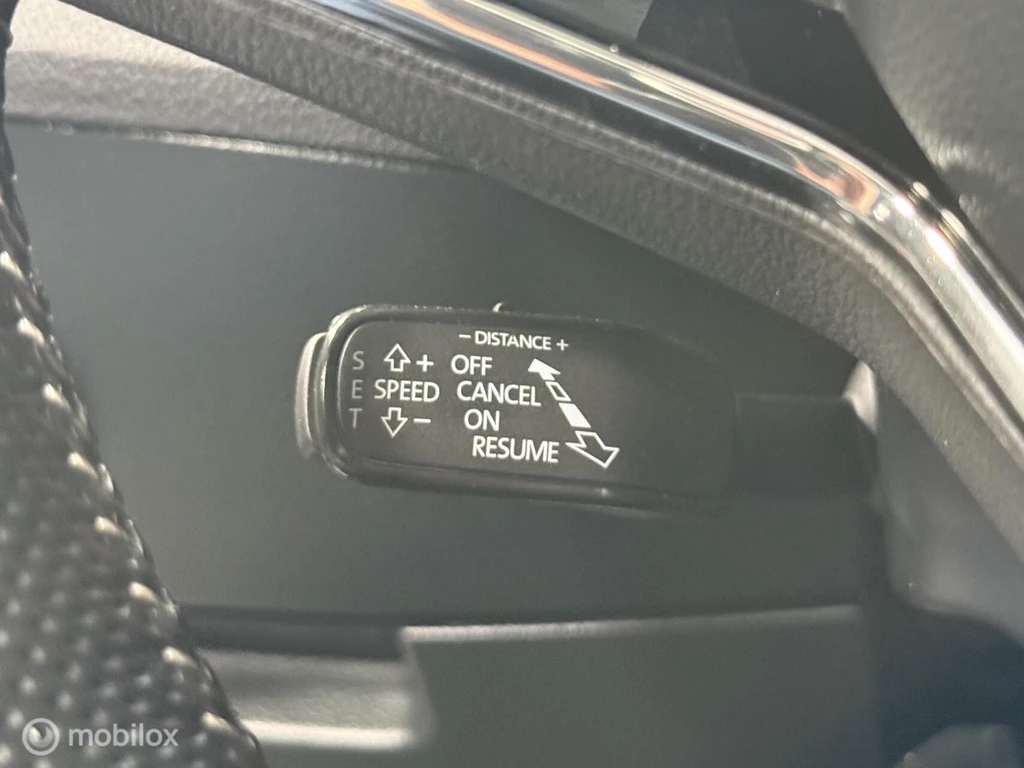 – DISTANCE +
S ⇧+ OFF
E SPEED CANCEL
T ⇩– ON
RESUME
mobilox